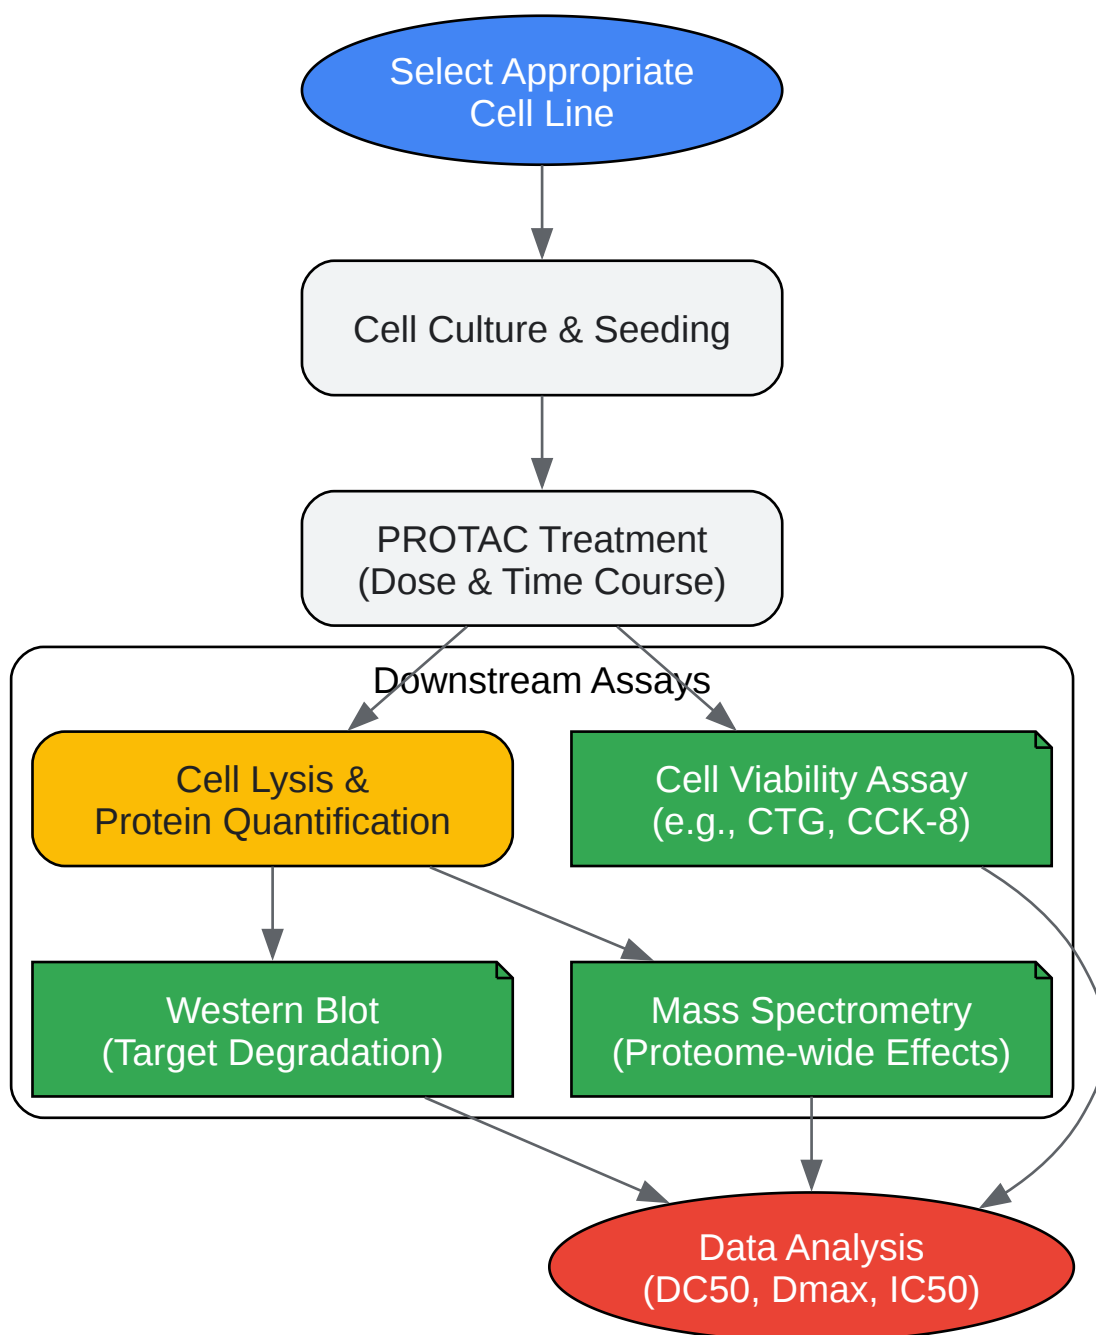 Select Appropriate
Cell Line
Cell Culture & Seeding
PROTAC Treatment
(Dose & Time Course)
Downstream Assays
Cell Lysis &
Protein Quantification
Cell Viability Assay
(e.g., CTG, CCK-8)
Western Blot
(Target Degradation)
Mass Spectrometry
(Proteome-wide Effects)
Data Analysis
(DC50, Dmax, IC50)